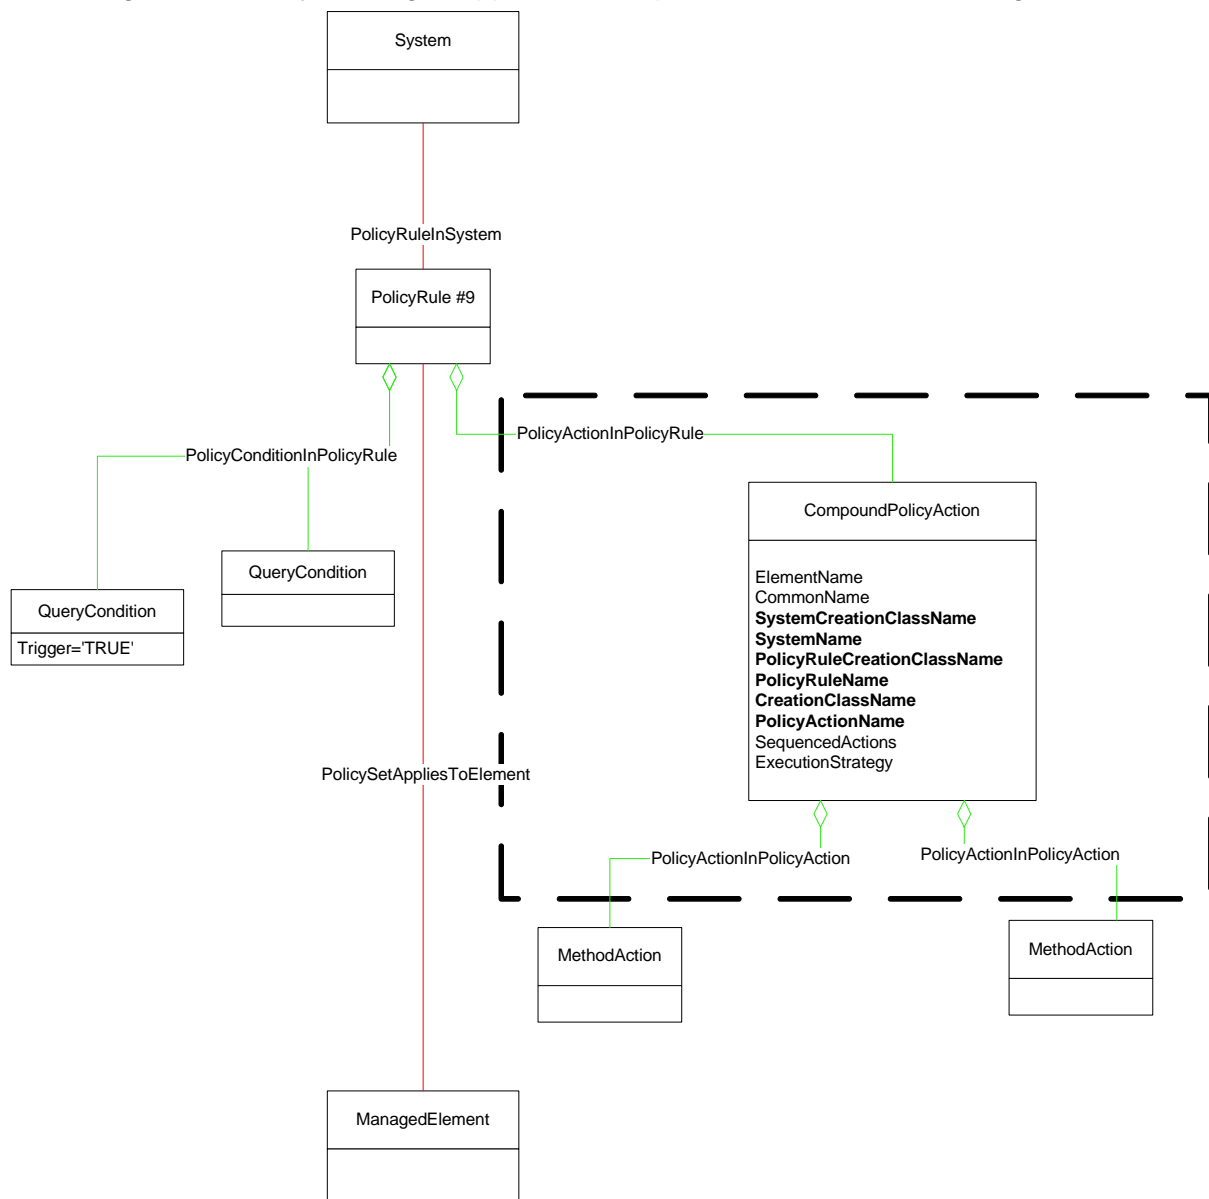 System
PolicyRuleInSystem
PolicyRule #9
PolicyActionInPolicyRule
PolicyConditionInPolicyRule
CompoundPolicyAction
QueryCondition
ElementName
CommonName
QueryCondition
SystemCreationClassName
SystemName
Trigger='TRUE'
PolicyRuleCreationClassName
PolicyRuleName
CreationClassName
PolicyActionName
SequencedActions
ExecutionStrategy
PolicySetAppliesToElement
PolicyActionInPolicyAction
PolicyActionInPolicyAction
MethodAction
MethodAction
ManagedElement